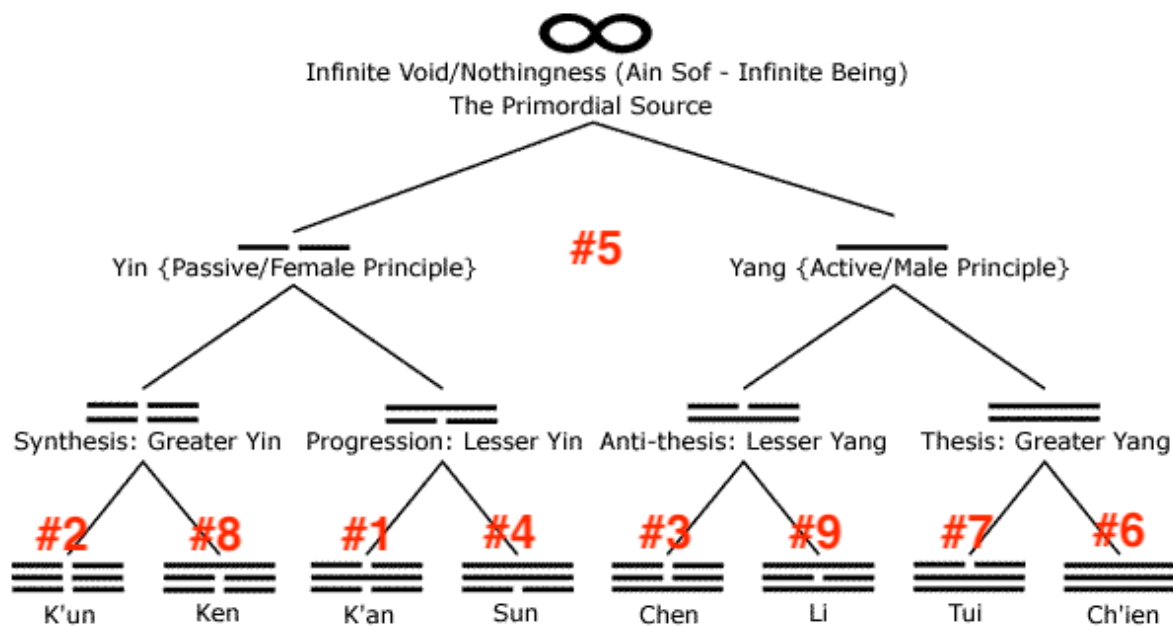 Infinite Void/Nothingness (Ain Sof - Infinite Being)
The Primordial Source
#5
Yin {Passive/Female Principle}
Yang {Active/Male Principle}
Synthesis: Greater Yin
Progression: Lesser Yin
Anti-thesis: Lesser Yang
Thesis: Greater Yang
#2
#8
#1
#4
#3
#9
#7
#6
K'un
Ken
K'an
Sun
Chen
Li
Tui
Ch'ien